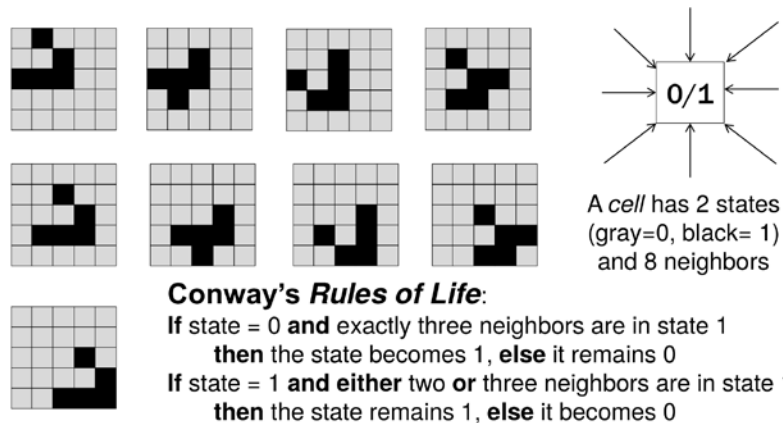 0/1
A cell has 2 states
(gray=0, black= 1)
and 8 neighbors
Conway's Rules of Life:
If state = 0 and exactly three neighbors are in state 1
then the state becomes 1, else it remains 0
If state = 1 and either two or three neighbors are in state 1
then the state remains 1, else it becomes 0